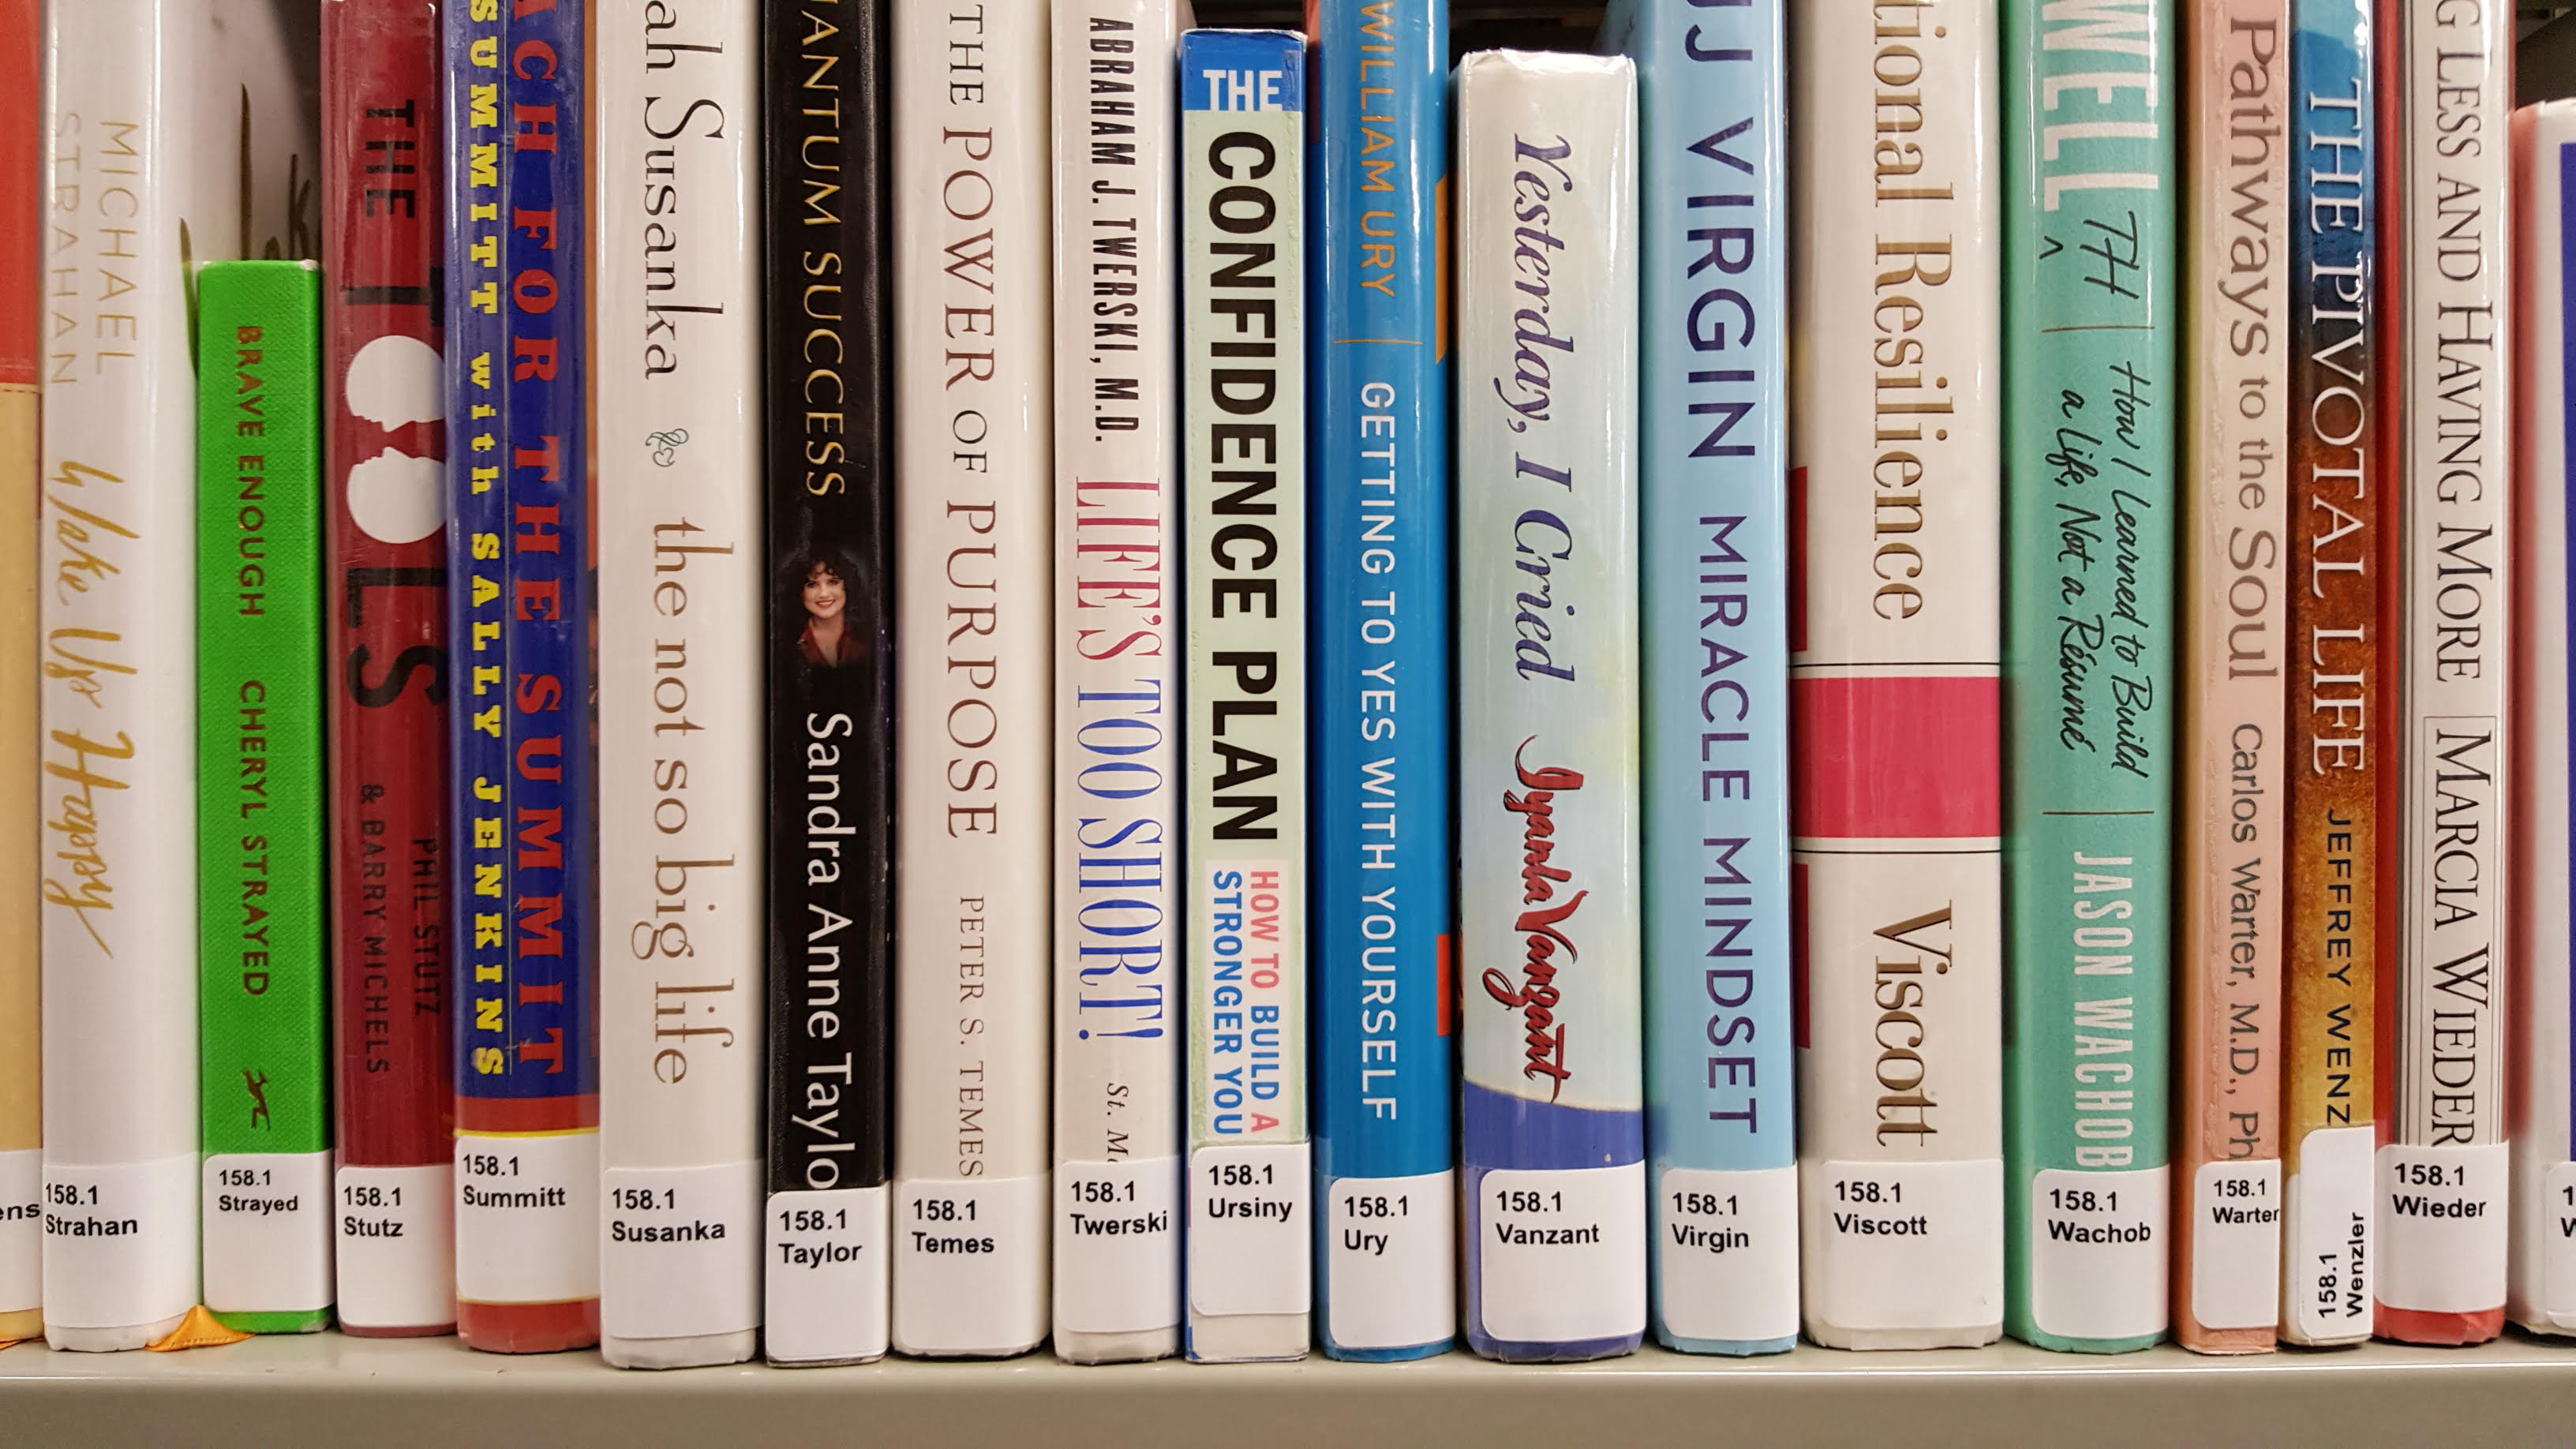 MICHAEL
STRAHAN
Wake Up Happy
158.1
Strahan
BRAVE ENOUGH CHERYL STRAYED
158.1
Strayed
THE
TOOLS
PHIL STUTZ
& BARRY MICHELS
158.1
Stutz
ACH FOR THE SUMMIT
SUMMITT with SALLY JENKINS
158.1
Summitt
ah Susanka the not so big life
158.1
Susanka
ANTUM SUCCESS Sandra Anne Taylo
158.1
Taylor
THE POWER OF PURPOSE PETER S. TEMES
158.1
Temes
ABRAHAM J. TWERSKI, M.D. LIFE'S TOO SHORT! St. Ma
158.1
Twerski
THE
CONFIDENCE PLAN
HOW TO BUILD A
STRONGER YOU
158.1
Ursiny
WILLIAM URY GETTING TO YES WITH YOURSELF
158.1
Ury
Yesterday, I Cried Iyanla Vanzant
158.1
Vanzant
JJ VIRGIN MIRACLE MINDSET
158.1
Virgin
tional Resilience Viscott
158.1
Viscott
WELLTH
How I Learned to Build
a Life, Not a Résumé
JASON WACHOB
158.1
Wachob
Pathways to the Soul Carlos Warter, M.D., Ph
158.1
Warter
THE PIVOTAL LIFE JEFFREY WENZ
158.1
Wenzler
G LESS AND HAVING MORE MARCIA WIEDER
158.1
Wieder